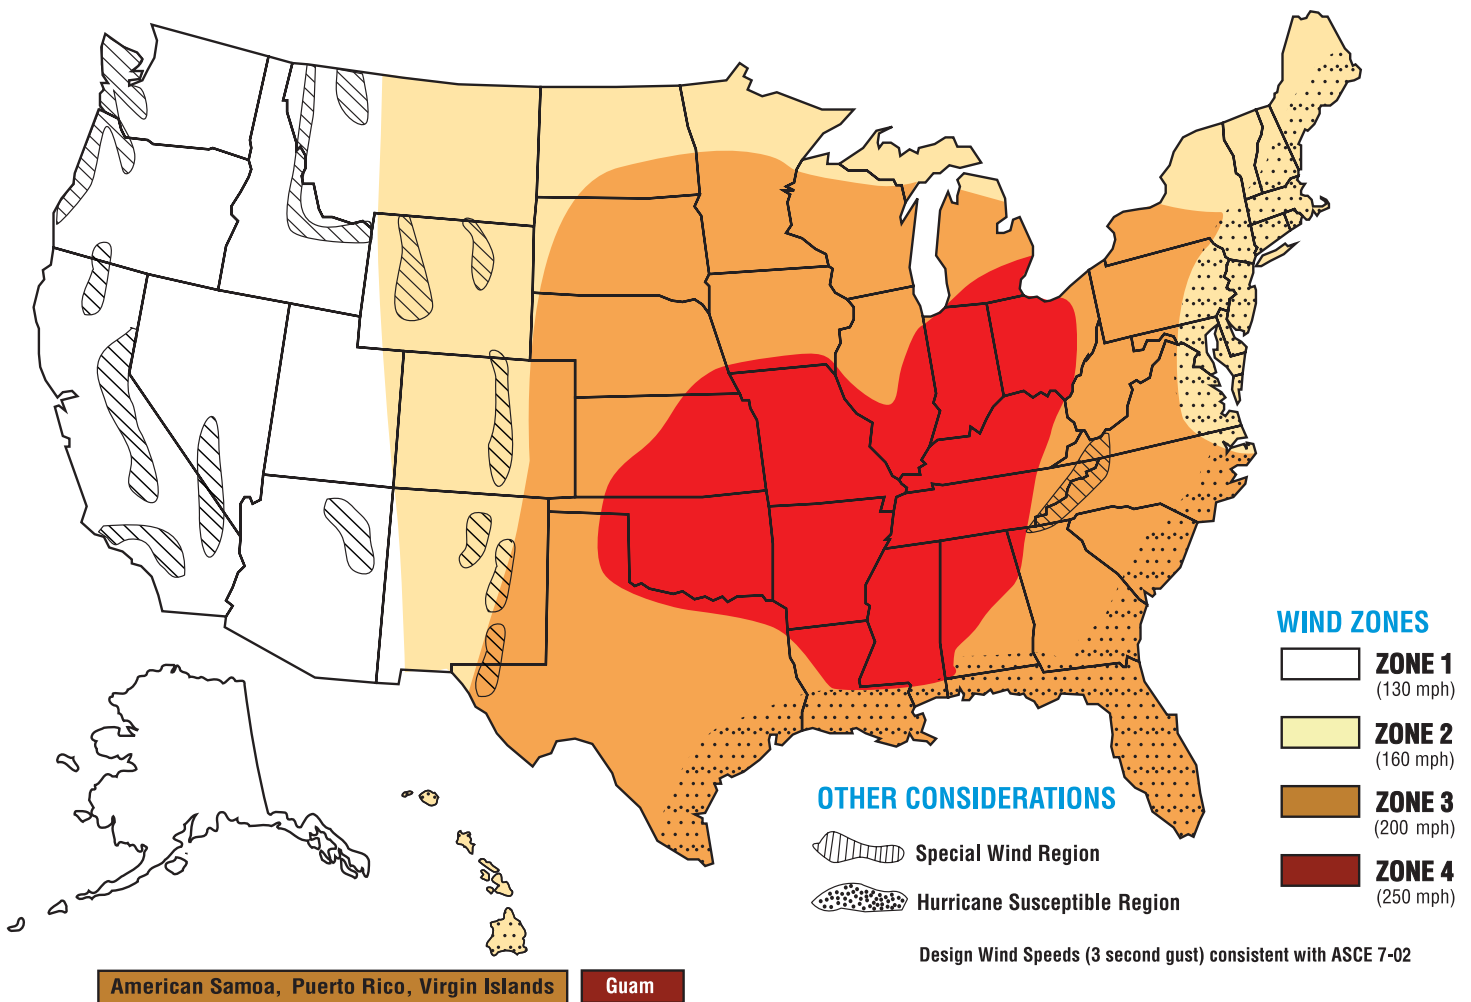 WIND ZONES
ZONE 1
(130 mph)
ZONE 2
(160 mph)
ZONE 3
(200 mph)
ZONE 4
(250 mph)
OTHER CONSIDERATIONS
Special Wind Region
Hurricane Susceptible Region
Design Wind Speeds (3 second gust) consistent with ASCE 7-02
American Samoa, Puerto Rico, Virgin Islands
Guam